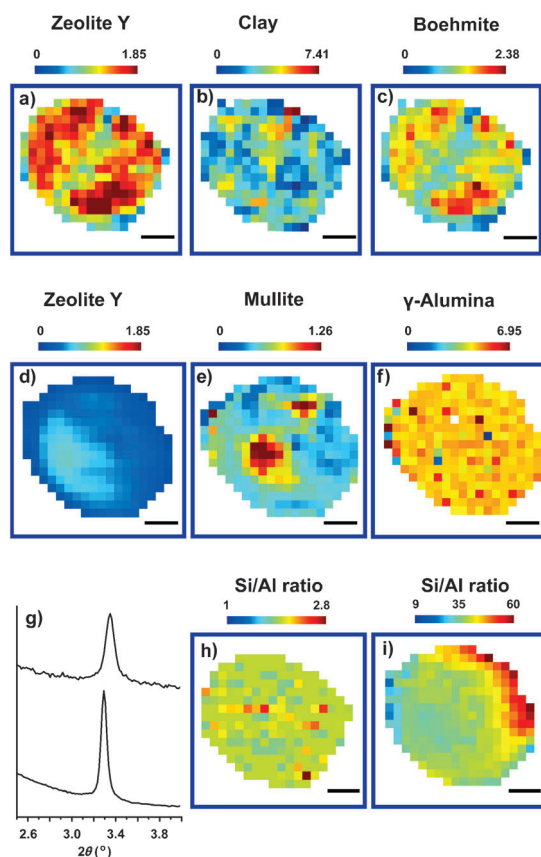 Zeolite Y Clay Boehmite
0 1.85 0 7.41 0 2.38
a) b) c)
Zeolite Y Mullite γ-Alumina
0 1.85 0 1.26 0 6.95
d) e) f)
g) Si/Al ratio Si/Al ratio
1 2.8 9 35 60
h) i)
2.6 3.0 3.4 3.8
2θ (°)